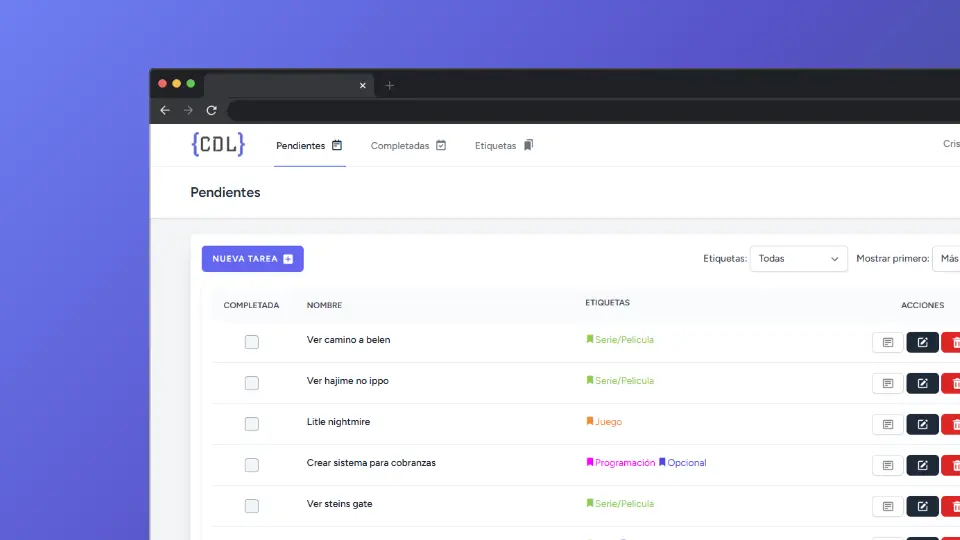 {CDL} Pendientes Completadas Etiquetas Cris
Pendientes
NUEVA TAREA Etiquetas: Todas Mostrar primero: Más
COMPLETADA NOMBRE ETIQUETAS ACCIONES
Ver camino a belen Serie/Pelicula
Ver hajime no ippo Serie/Pelicula
Litle nightmire Juego
Crear sistema para cobranzas Programación Opcional
Ver steins gate Serie/Pelicula